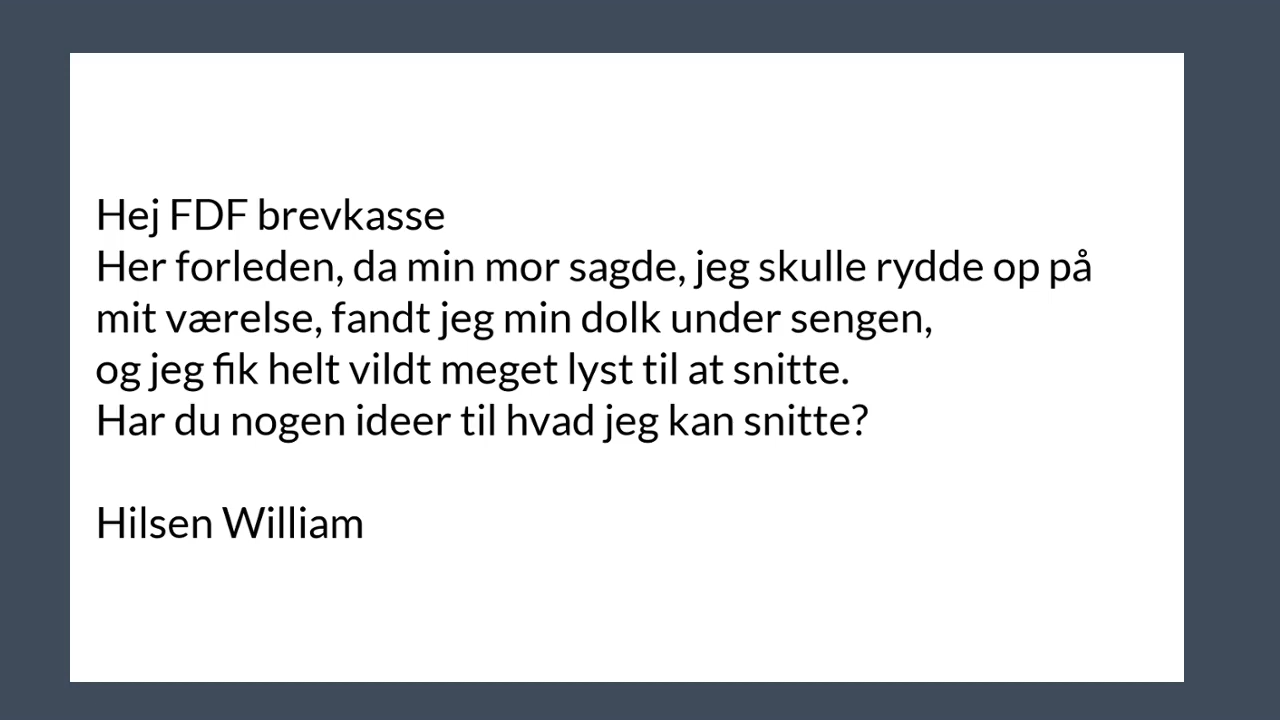 Hej FDF brevkasse
Her forleden, da min mor sagde, jeg skulle rydde op på
mit værelse, fandt jeg min dolk under sengen,
og jeg fik helt vildt meget lyst til at snitte.
Har du nogen ideer til hvad jeg kan snitte?
Hilsen William